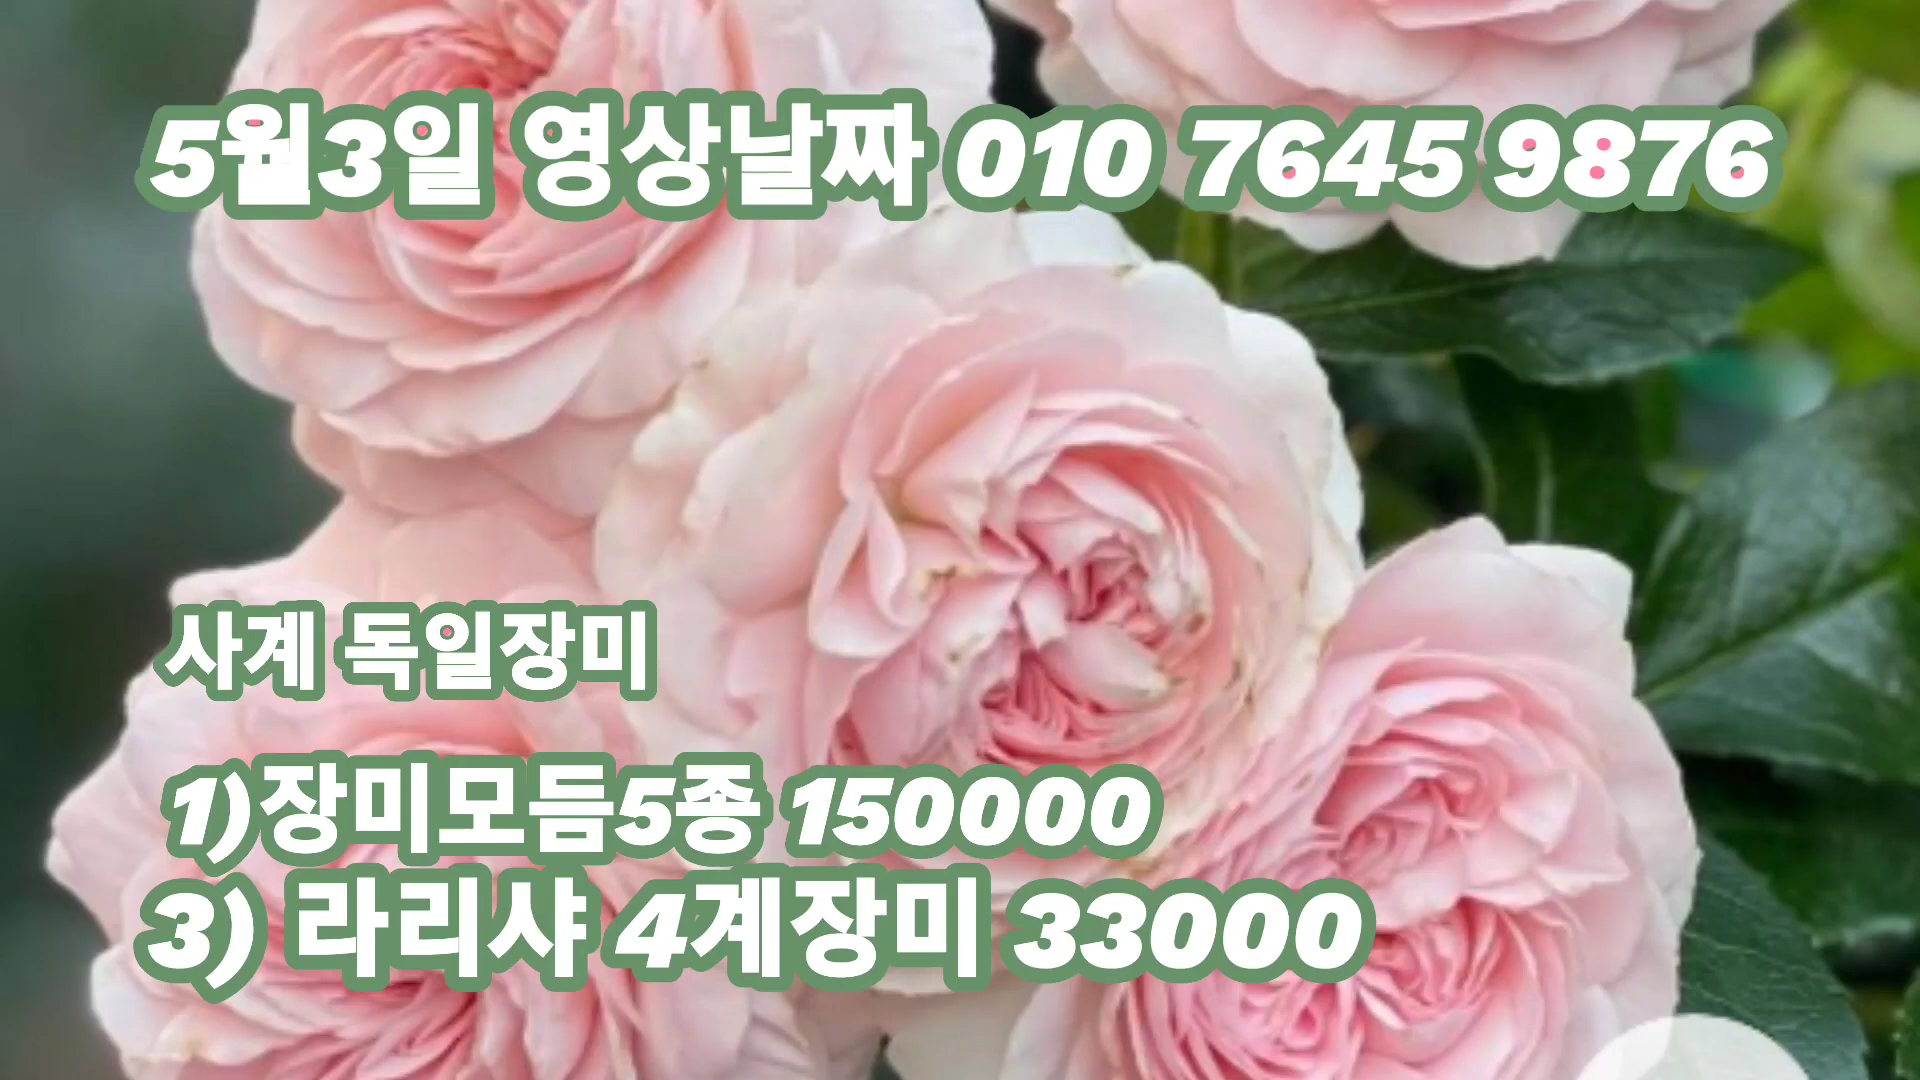 5월3일 영상날짜 010 7645 9876
사계 독일장미
1)장미모듬5종 150000
3) 라리샤 4계장미 33000